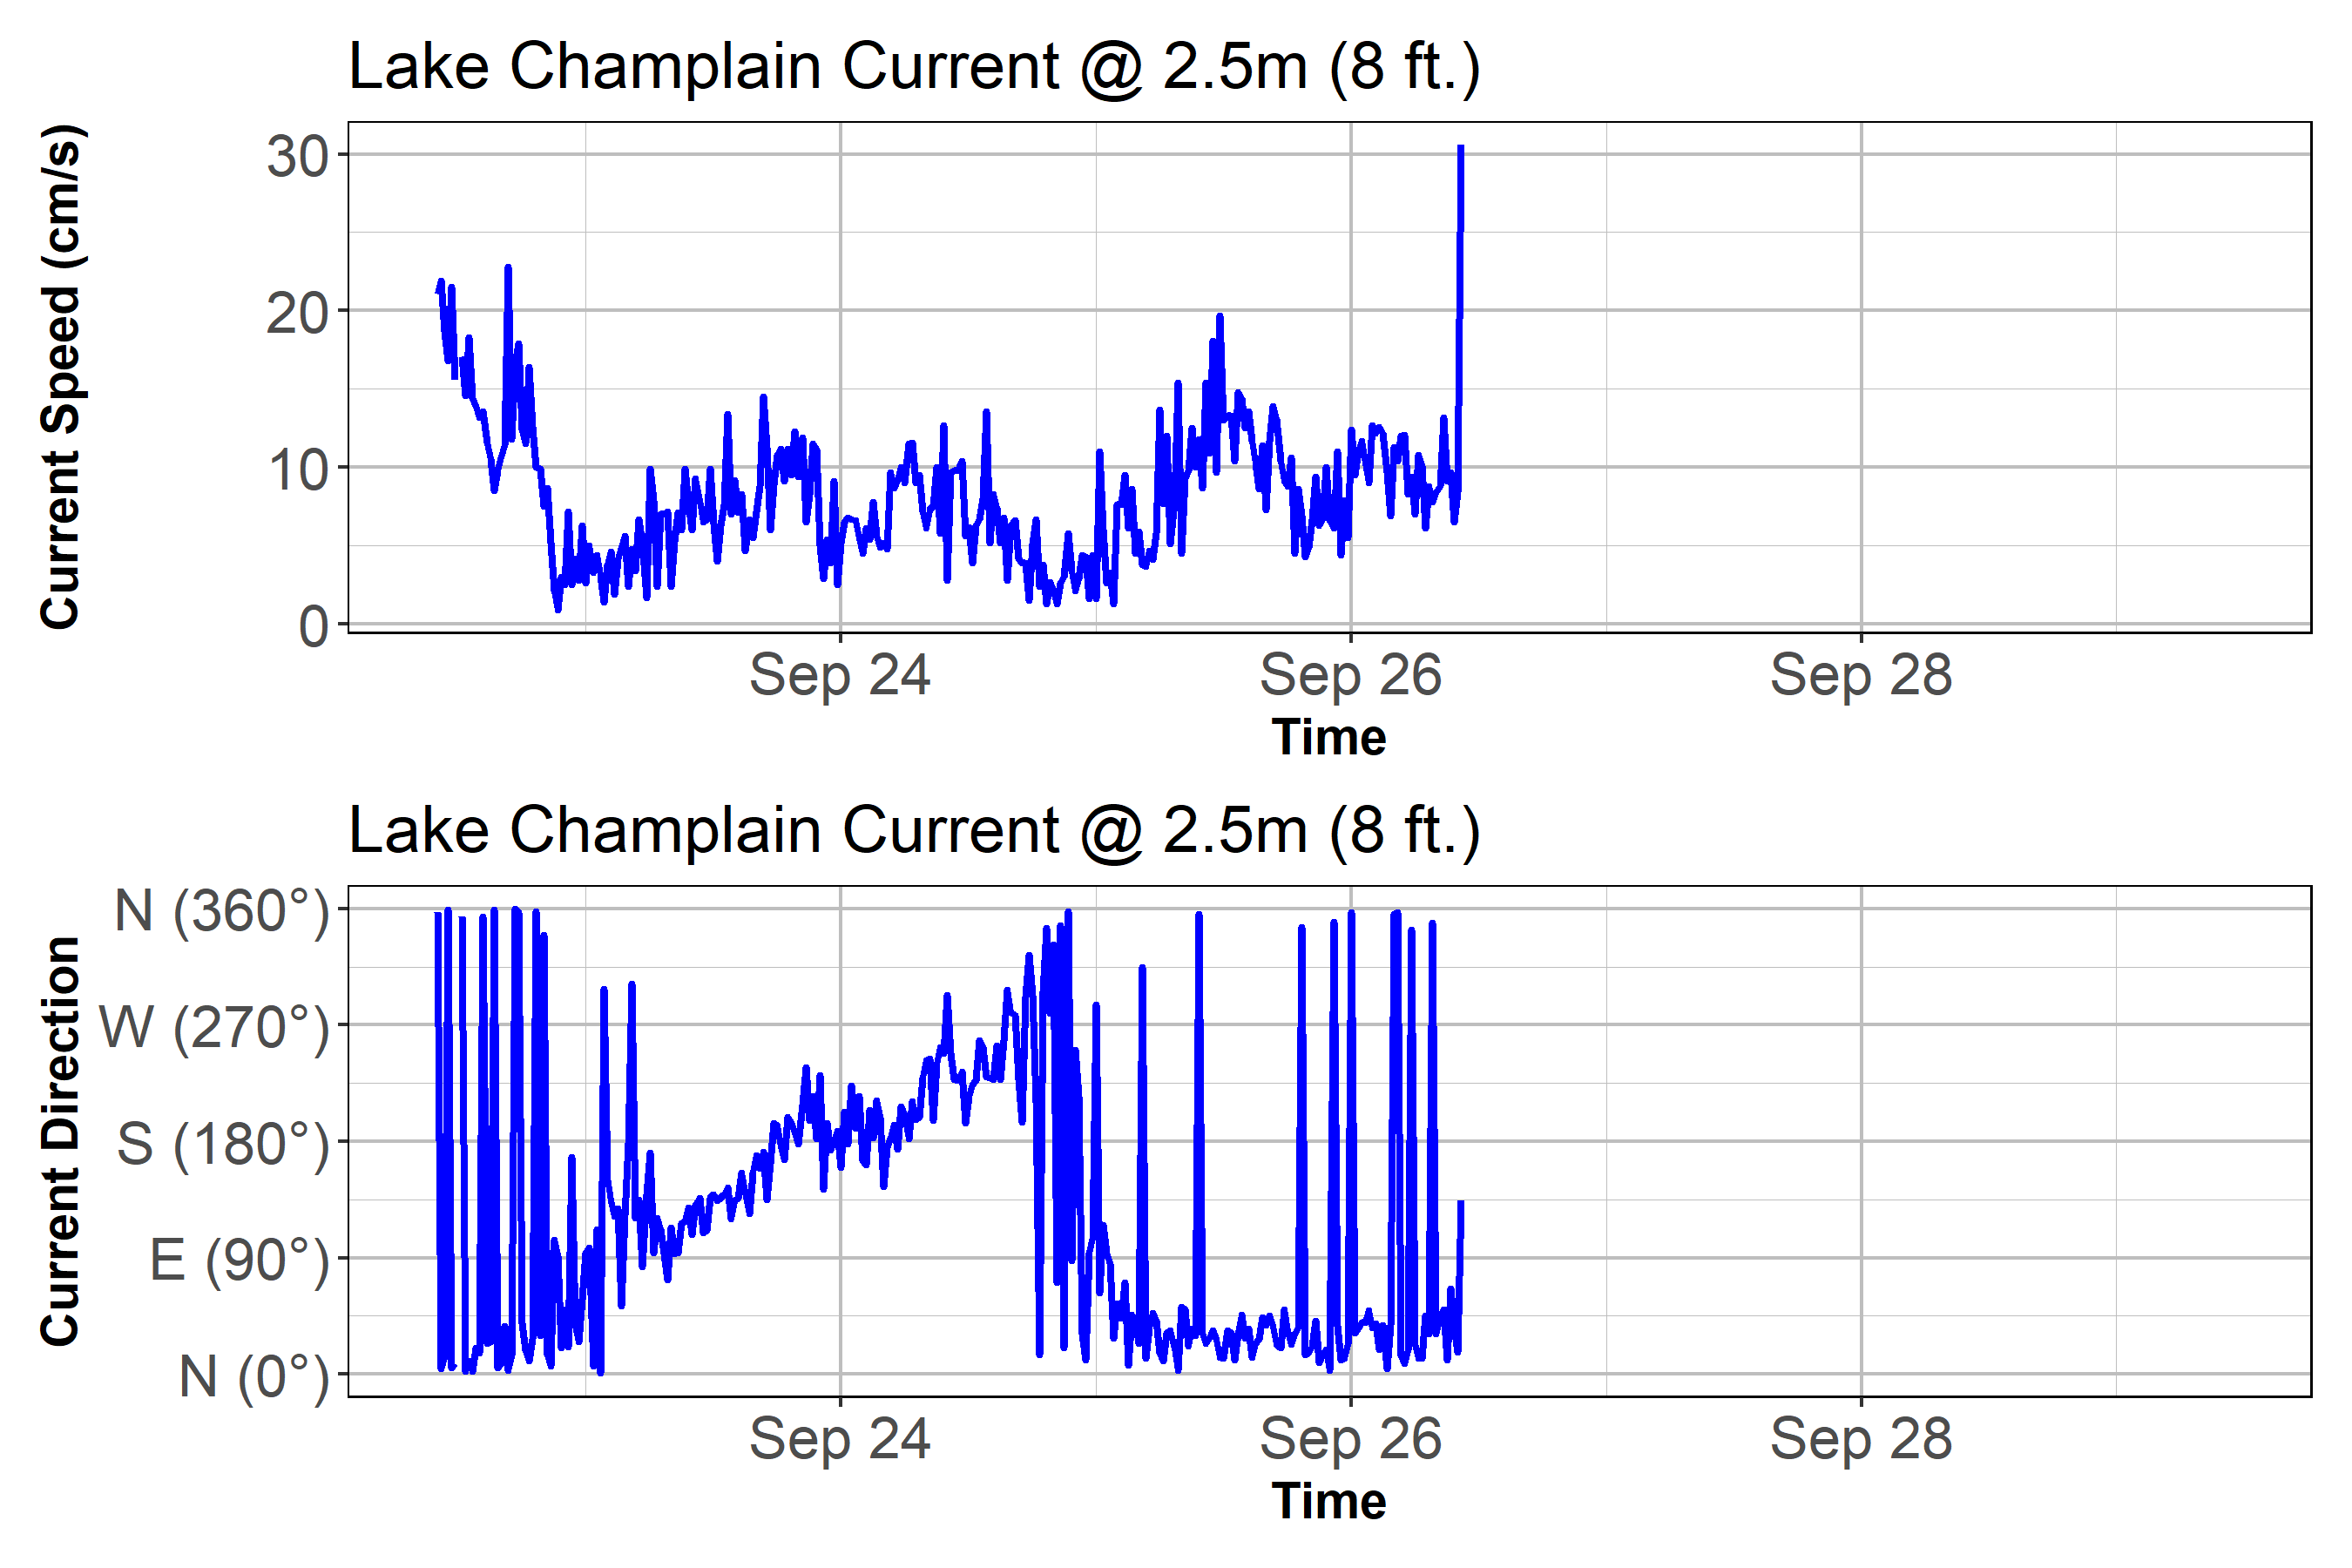 Lake Champlain Current @ 2.5m (8 ft.)
Current Speed (cm/s)
30
20
10
0
Sep 24 Sep 26 Sep 28
Time
Lake Champlain Current @ 2.5m (8 ft.)
Current Direction
N (360°)
W (270°)
S (180°)
E (90°)
N (0°)
Sep 24 Sep 26 Sep 28
Time